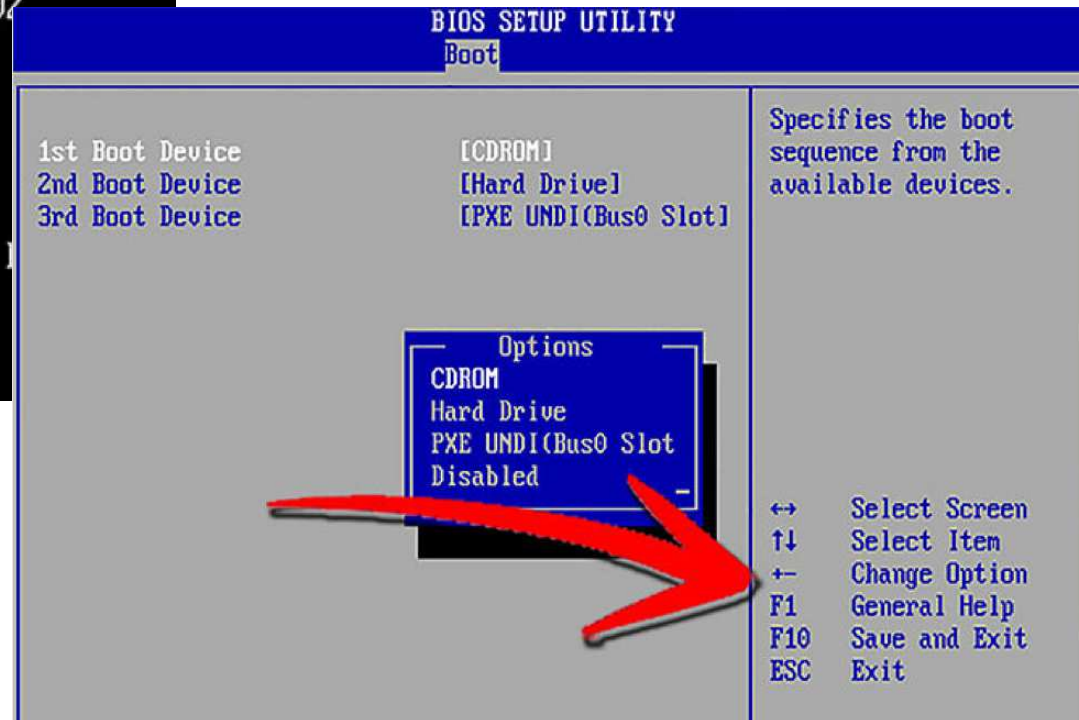 BIOS SETUP UTILITY
Boot
1st Boot Device [CDROM]
2nd Boot Device [Hard Drive]
3rd Boot Device [PXE UNDI(Bus0 Slot]
Specifies the boot
sequence from the
available devices.
Options
CDROM
Hard Drive
PXE UNDI(Bus0 Slot
Disabled
↔ Select Screen
↑↓ Select Item
+- Change Option
F1 General Help
F10 Save and Exit
ESC Exit